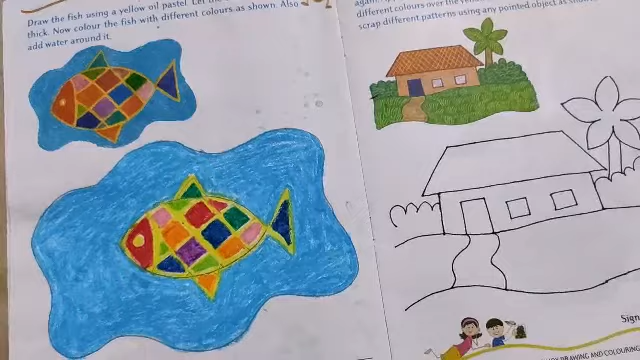 Draw the fish using a yellow oil pastel. Let the
thick. Now colour the fish with different colours as shown. Also
add water around it.
different colours over the
scrap different patterns using any pointed object as
Sign
DRAWING AND COLOURING